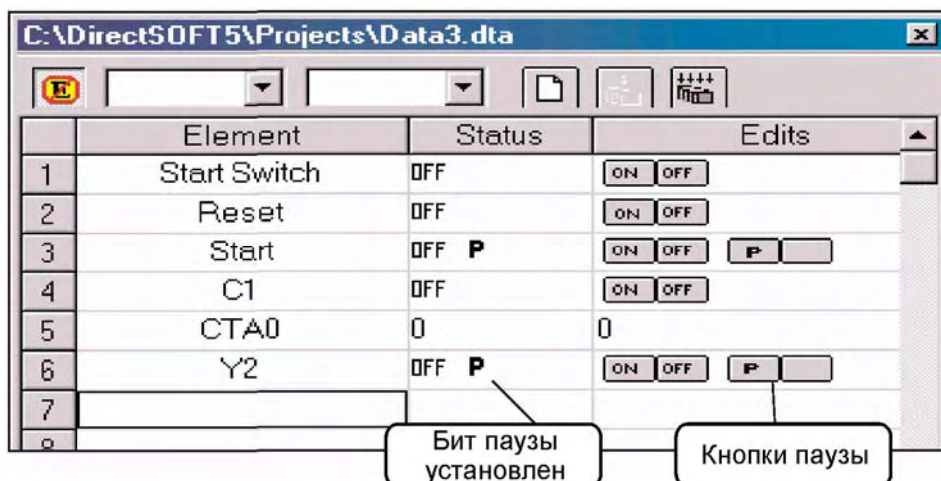 C:\DirectSOFT5\Projects\Data3.dta
E
Element Status Edits
1 Start Switch OFF ON OFF
2 Reset OFF ON OFF
3 Start OFF P ON OFF P
4 C1 OFF ON OFF
5 CTA0 0 0
6 Y2 OFF P ON OFF P
7
8
Бит паузы
установлен
Кнопки паузы